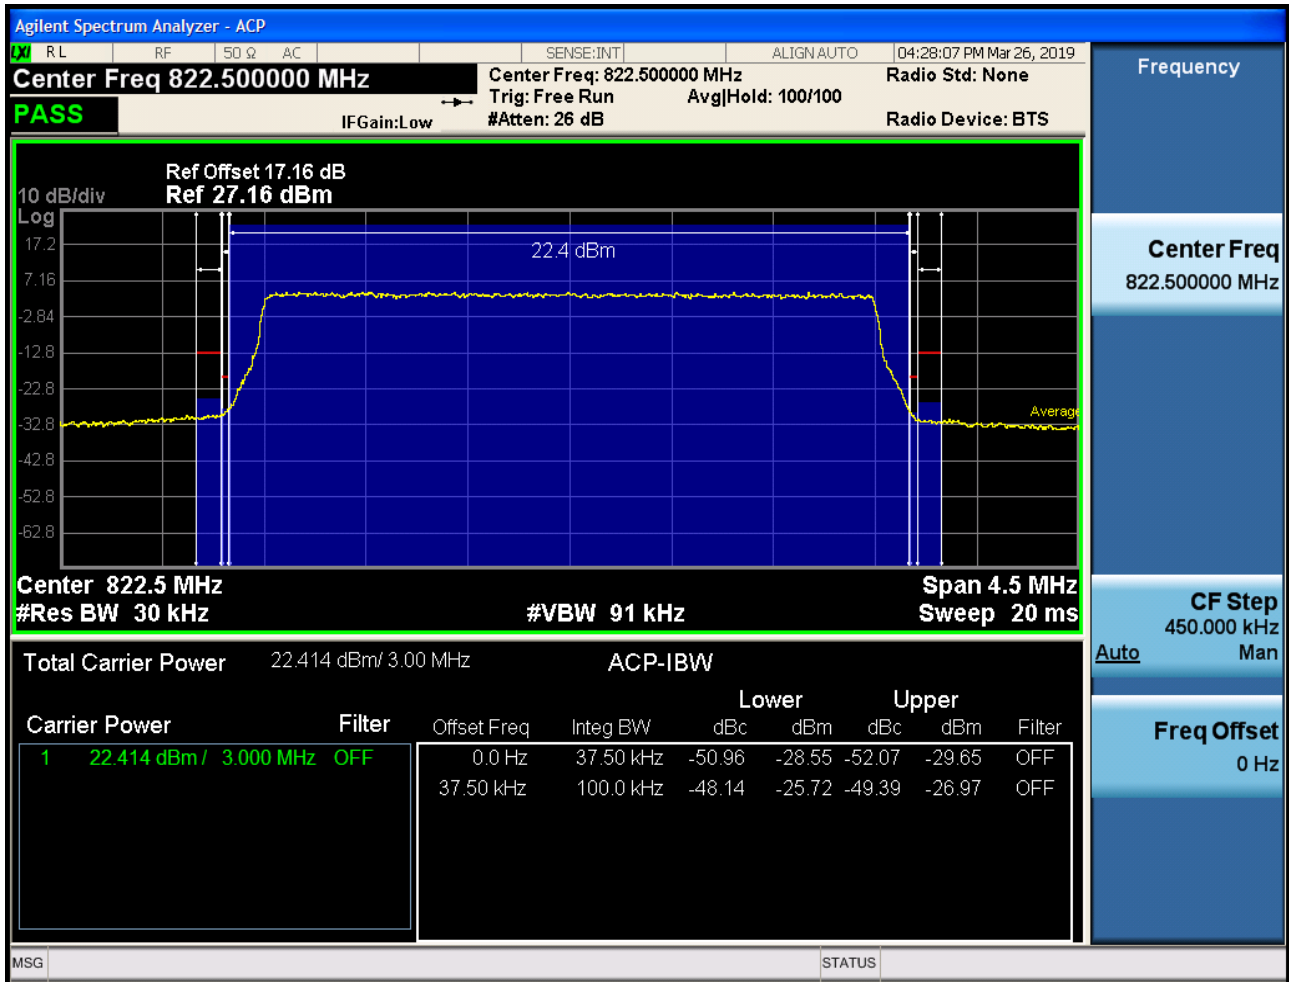 Agilent Spectrum Analyzer - ACP
LXI RL RF 50 Ω AC SENSE:INT ALIGN AUTO 04:28:07 PM Mar 26, 2019
Center Freq 822.500000 MHz
Center Freq: 822.500000 MHz Radio Std: None
Trig: Free Run Avg|Hold: 100/100
PASS IFGain:Low #Atten: 26 dB Radio Device: BTS
Ref Offset 17.16 dB
10 dB/div Ref 27.16 dBm
Log
17.2
22.4 dBm
7.16
-2.84
-12.8
-22.8
Average
-32.8
-42.8
-52.8
-62.8
Center 822.5 MHz Span 4.5 MHz
#Res BW 30 kHz #VBW 91 kHz Sweep 20 ms
Total Carrier Power 22.414 dBm/ 3.00 MHz ACP-IBW
Lower Upper
Carrier Power Filter Offset Freq Integ BW dBc dBm dBc dBm Filter
1 22.414 dBm / 3.000 MHz OFF 0.0 Hz 37.50 kHz -50.96 -28.55 -52.07 -29.65 OFF
37.50 kHz 100.0 kHz -48.14 -25.72 -49.39 -26.97 OFF
Frequency
Center Freq
822.500000 MHz
CF Step
450.000 kHz
Auto Man
Freq Offset
0 Hz
MSG STATUS